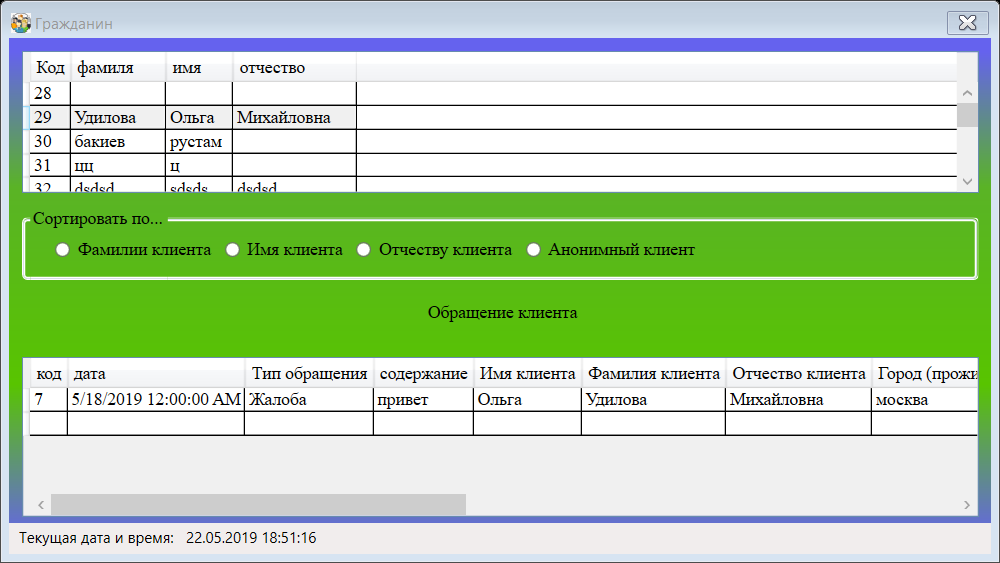 Гражданин
Код фамиля имя отчество
28
29 Удилова Ольга Михайловна
30 бакиев рустам
31 цц ц
32 dsdsd sdsds dsdsd
Сортировать по...
Фамилии клиента Имя клиента Отчеству клиента Анонимный клиент
Обращение клиента
код дата Тип обращения содержание Имя клиента Фамилия клиента Отчество клиента Город (прожи
7 5/18/2019 12:00:00 AM Жалоба привет Ольга Удилова Михайловна москва
Текущая дата и время: 22.05.2019 18:51:16